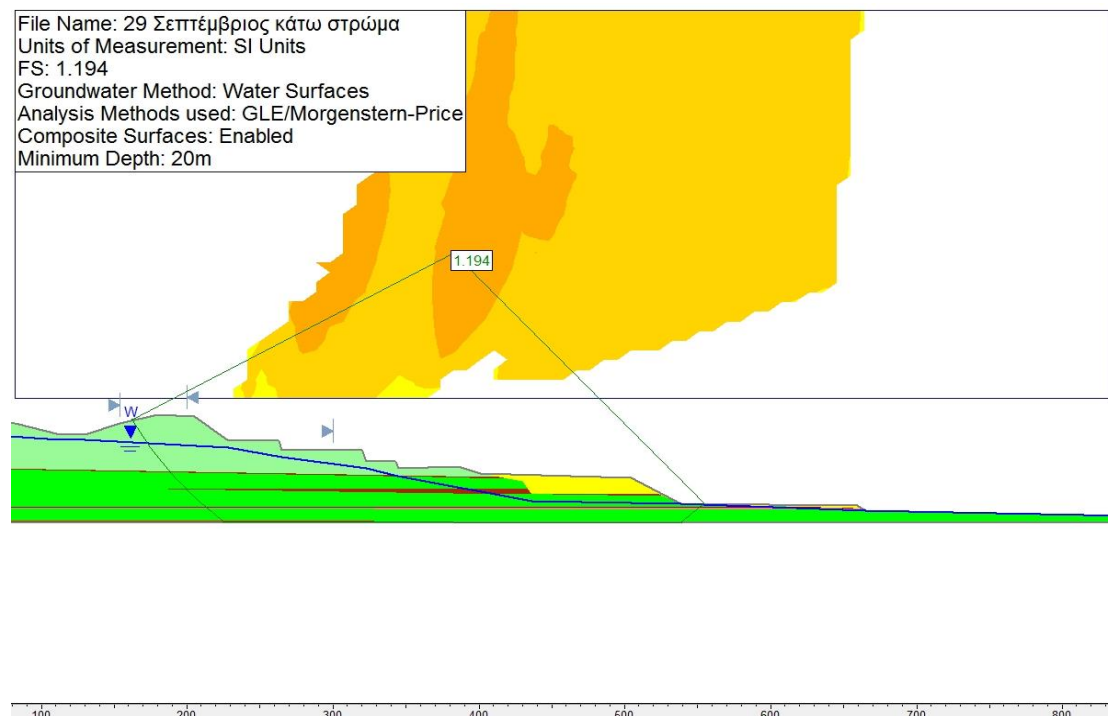 File Name: 29 Σεπτέμβριος κάτω στρώμα
Units of Measurement: SI Units
FS: 1.194
Groundwater Method: Water Surfaces
Analysis Methods used: GLE/Morgenstern-Price
Composite Surfaces: Enabled
Minimum Depth: 20m
1.194
W
100 200 300 400 500 600 700 800